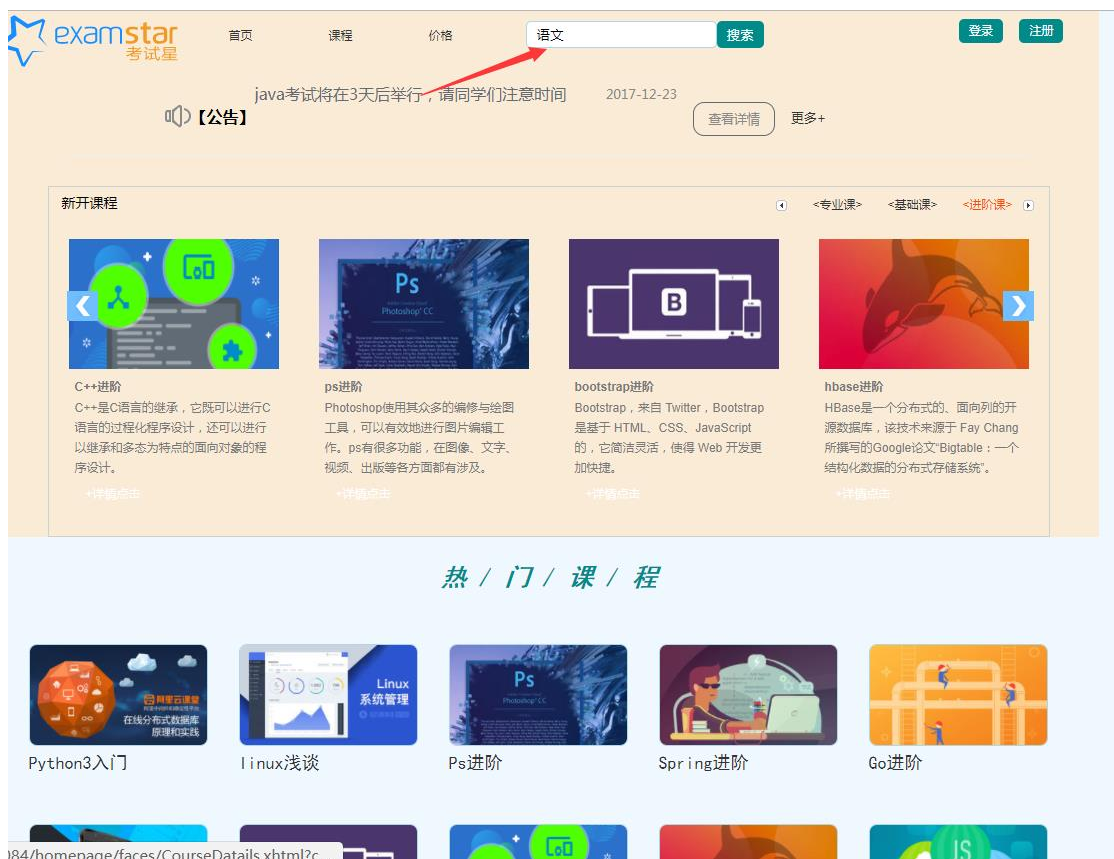 examstar
考试星
首页
课程
价格
语文
搜索
登录
注册
java考试将在3天后举行，请同学们注意时间
2017-12-23
【公告】
查看详情
更多+
新开课程
<专业课>
<基础课>
<进阶课>
Ps
Photoshop CC
B
C++进阶
C++是C语言的继承，它既可以进行C
语言的过程化程序设计，还可以进行
以继承和多态为特点的面向对象的程
序设计。
+详情点击
ps进阶
Photoshop使用其众多的编修与绘图
工具，可以有效地进行图片编辑工
作。ps有很多功能，在图像、文字、
视频、出版等各方面都有涉及。
+详情点击
bootstrap进阶
Bootstrap，来自 Twitter，Bootstrap
是基于 HTML、CSS、JavaScript
的，它简洁灵活，使得 Web 开发更
加快捷。
+详情点击
hbase进阶
HBase是一个分布式的、面向列的开
源数据库，该技术来源于 Fay Chang
所撰写的Google论文“Bigtable：一个
结构化数据的分布式存储系统”。
+详情点击
热 / 门 / 课 / 程
阿里云课堂
在线分布式数据库
原理和实践
Linux
系统管理
Ps
Python3入门
linux浅谈
Ps进阶
Spring进阶
Go进阶
JS
084/homepage/faces/CourseDatails.xhtml?c...